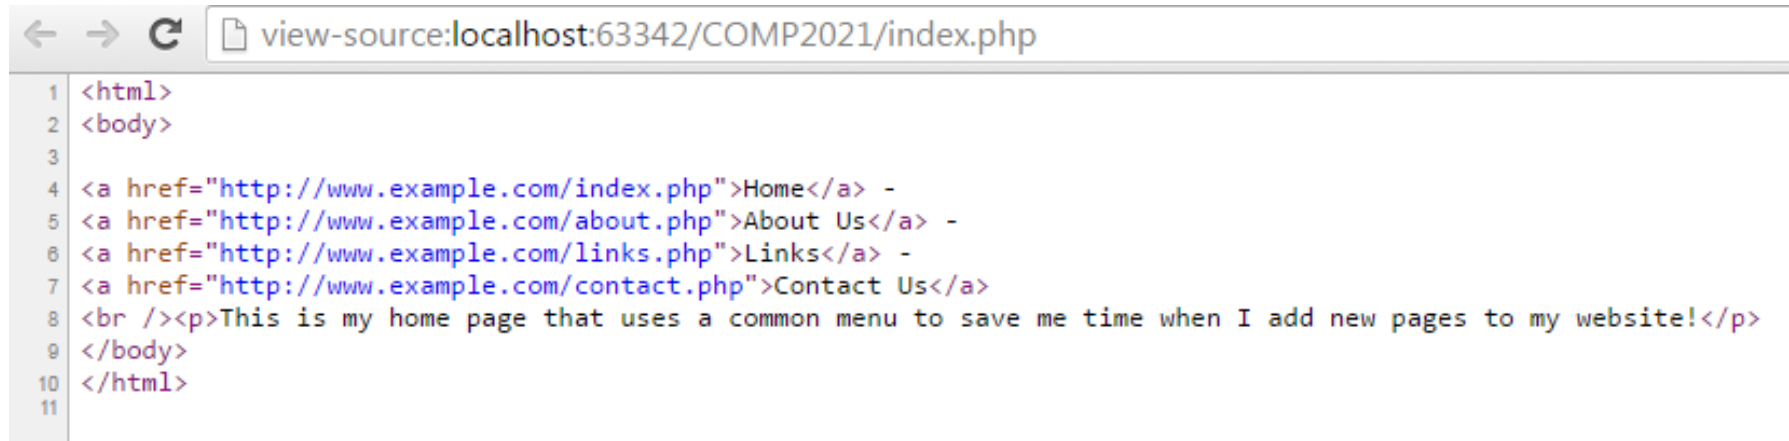 view-source:localhost:63342/COMP2021/index.php
1 <html>
2 <body>
3
4 <a href="http://www.example.com/index.php">Home</a> -
5 <a href="http://www.example.com/about.php">About Us</a> -
6 <a href="http://www.example.com/links.php">Links</a> -
7 <a href="http://www.example.com/contact.php">Contact Us</a>
8 <br /><p>This is my home page that uses a common menu to save me time when I add new pages to my website!</p>
9 </body>
10 </html>
11